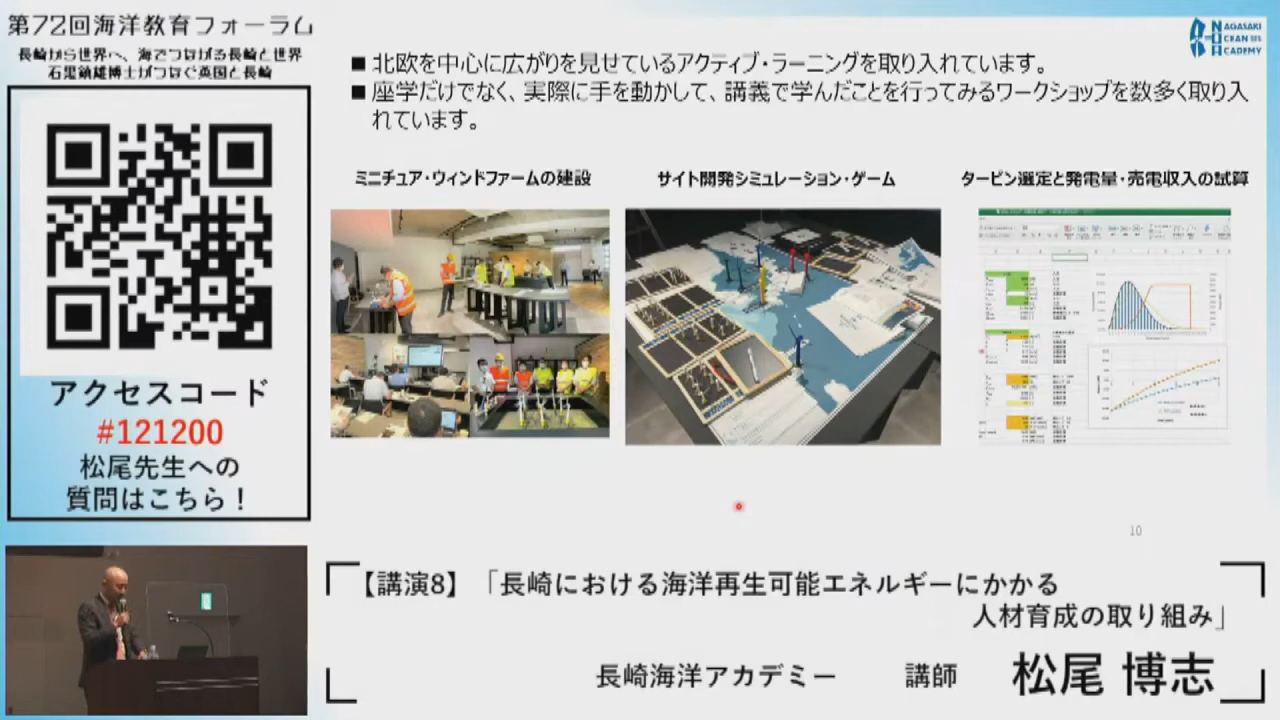 第72回海洋教育フォーラム
長崎から世界へ、海でつながる長崎と世界
石黒鎮雄博士がつなぐ英国と長崎
アクセスコード
#121200
松尾先生への
質問はこちら！
NAGASAKI
OCEAN
ACADEMY
■ 北欧を中心に広がりを見せているアクティブ・ラーニングを取り入れています。
■ 座学だけでなく、実際に手を動かして、講義で学んだことを行ってみるワークショップを数多く取り入
れています。
ミニチュア・ウィンドファームの建設
サイト開発シミュレーション・ゲーム
タービン選定と発電量・売電収入の試算
10
【講演8】「長崎における海洋再生可能エネルギーにかかる
人材育成の取り組み」
長崎海洋アカデミー 講師 松尾 博志